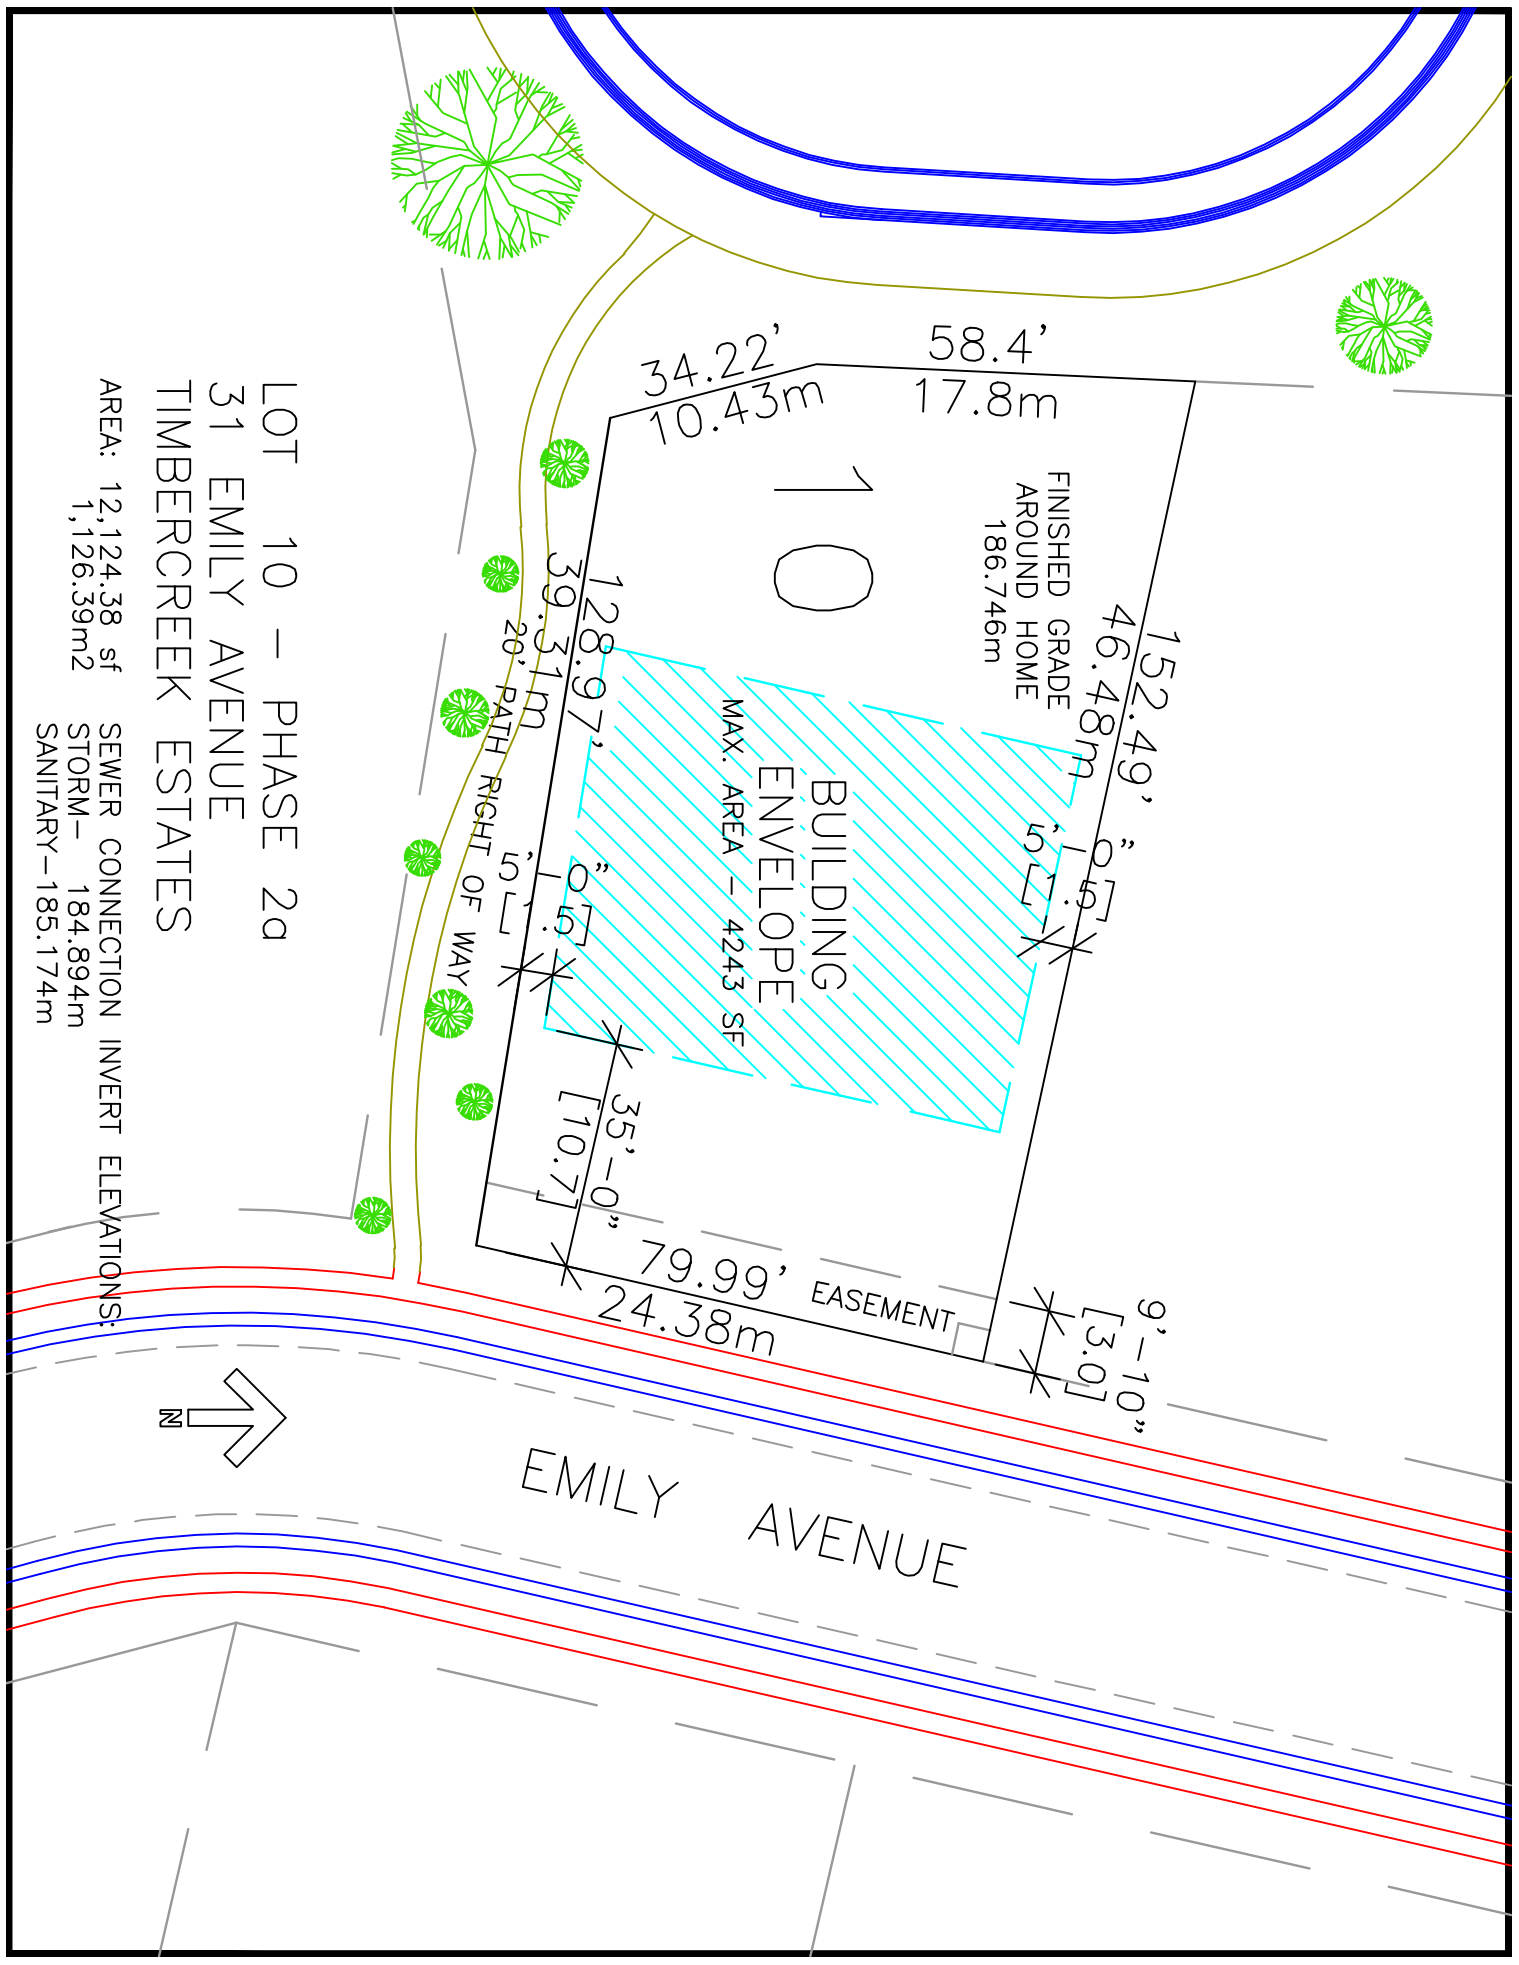 LOT 10 - PHASE 2a
31 EMILY AVENUE
TIMBERCREEK ESTATES
AREA: 12,124.38 sf
1,126.39m2
SEWER CONNECTION INVERT ELEVATIONS:
STORM- 184.894m
SANITARY-185.174m
34.22'
10.43m
58.4'
17.8m
10
FINISHED GRADE
AROUND HOME
186.746m
152.49'
46.48m
128.97'
39.31m
20' PATH RIGHT OF WAY
BUILDING
ENVELOPE
MAX. AREA - 4243 SF
5'-0"
[1.5]
5'-0"
[1.5]
35'-0"
[10.7]
79.99'
24.38m
EASEMENT
9'-10"
[3.0]
N
EMILY AVENUE